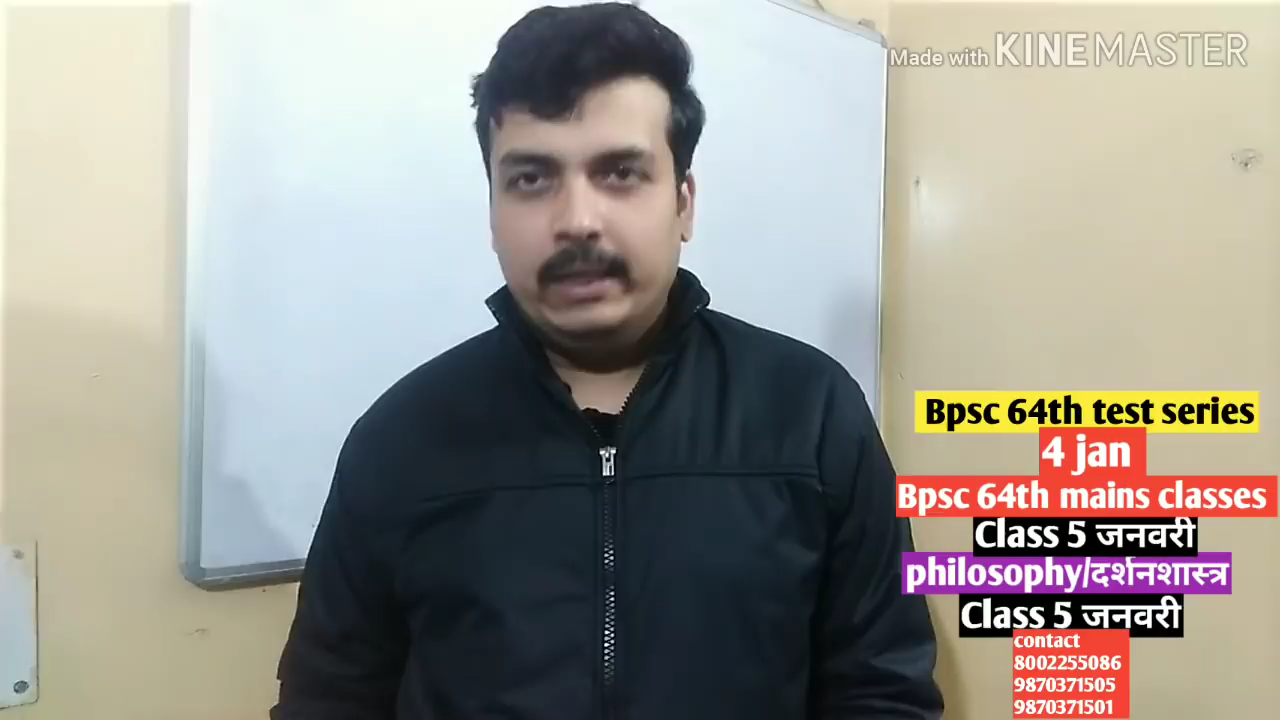 Made with KINEMASTER
Bpsc 64th test series
4 jan
Bpsc 64th mains classes
Class 5 जनवरी
philosophy/दर्शनशास्त्र
Class 5 जनवरी
contact
8002255086
9870371505
9870371501